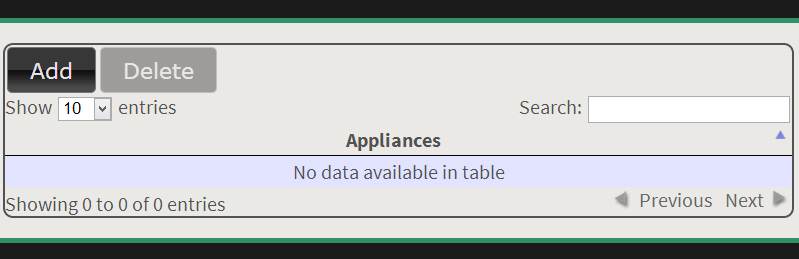 Add Delete
Show 10 entries Search:
Appliances
No data available in table
Showing 0 to 0 of 0 entries Previous Next